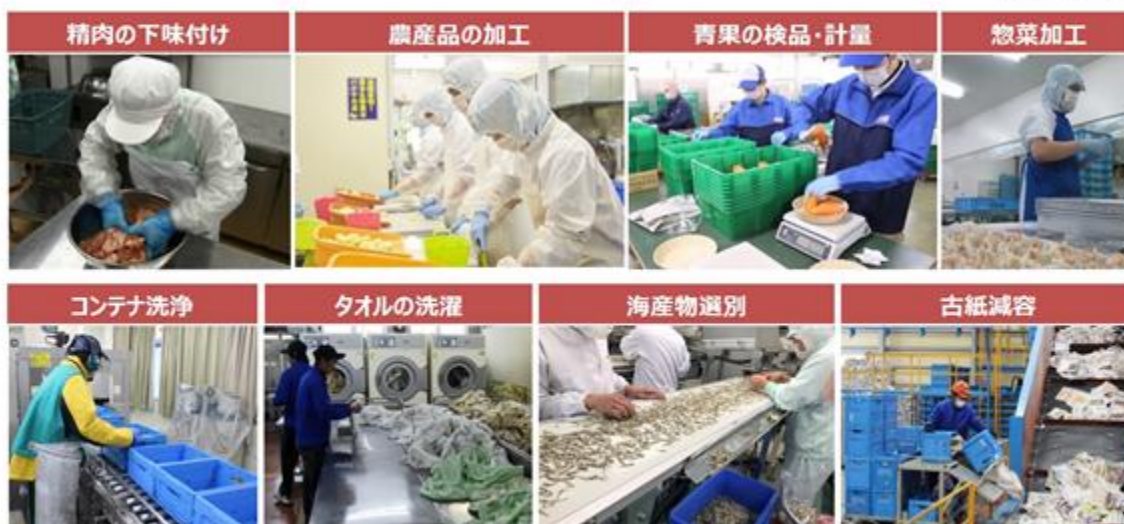 精肉の下味付け
農産品の加工
青果の検品・計量
惣菜加工
コンテナ洗浄
タオルの洗濯
海産物選別
古紙減容